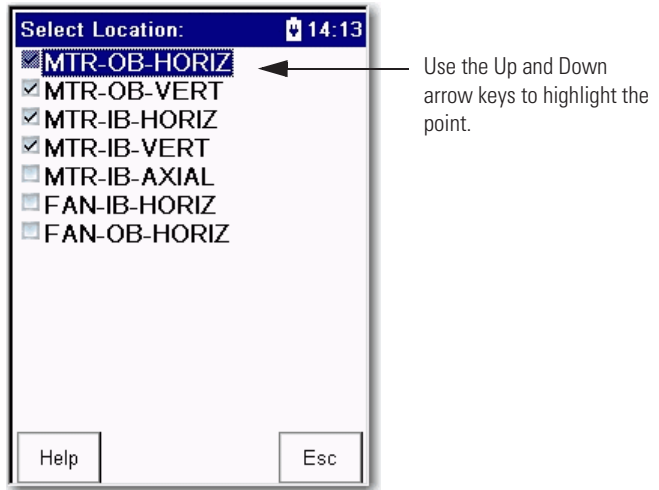 Select Location: 14:13
MTR-OB-HORIZ
MTR-OB-VERT
MTR-IB-HORIZ
MTR-IB-VERT
MTR-IB-AXIAL
FAN-IB-HORIZ
FAN-OB-HORIZ
Help Esc
Use the Up and Down
arrow keys to highlight the
point.